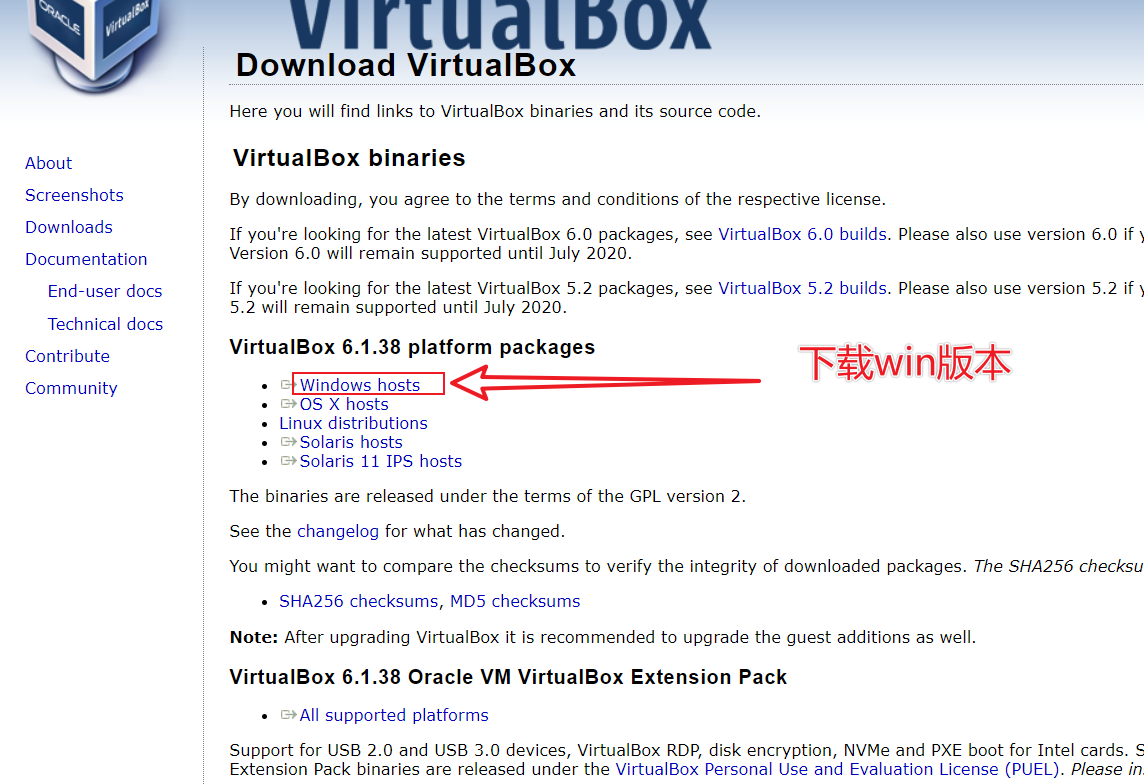 ORACLE
VirtualBox
VirtualBox
Download VirtualBox
Here you will find links to VirtualBox binaries and its source code.
About
Screenshots
Downloads
Documentation
End-user docs
Technical docs
Contribute
Community
VirtualBox binaries
By downloading, you agree to the terms and conditions of the respective license.
If you're looking for the latest VirtualBox 6.0 packages, see VirtualBox 6.0 builds. Please also use version 6.0 if
Version 6.0 will remain supported until July 2020.
If you're looking for the latest VirtualBox 5.2 packages, see VirtualBox 5.2 builds. Please also use version 5.2 if
5.2 will remain supported until July 2020.
VirtualBox 6.1.38 platform packages
下载win版本
Windows hosts
OS X hosts
Linux distributions
Solaris hosts
Solaris 11 IPS hosts
The binaries are released under the terms of the GPL version 2.
See the changelog for what has changed.
You might want to compare the checksums to verify the integrity of downloaded packages. The SHA256 checksu
SHA256 checksums, MD5 checksums
Note: After upgrading VirtualBox it is recommended to upgrade the guest additions as well.
VirtualBox 6.1.38 Oracle VM VirtualBox Extension Pack
All supported platforms
Support for USB 2.0 and USB 3.0 devices, VirtualBox RDP, disk encryption, NVMe and PXE boot for Intel cards. S
Extension Pack binaries are released under the VirtualBox Personal Use and Evaluation License (PUEL). Please in